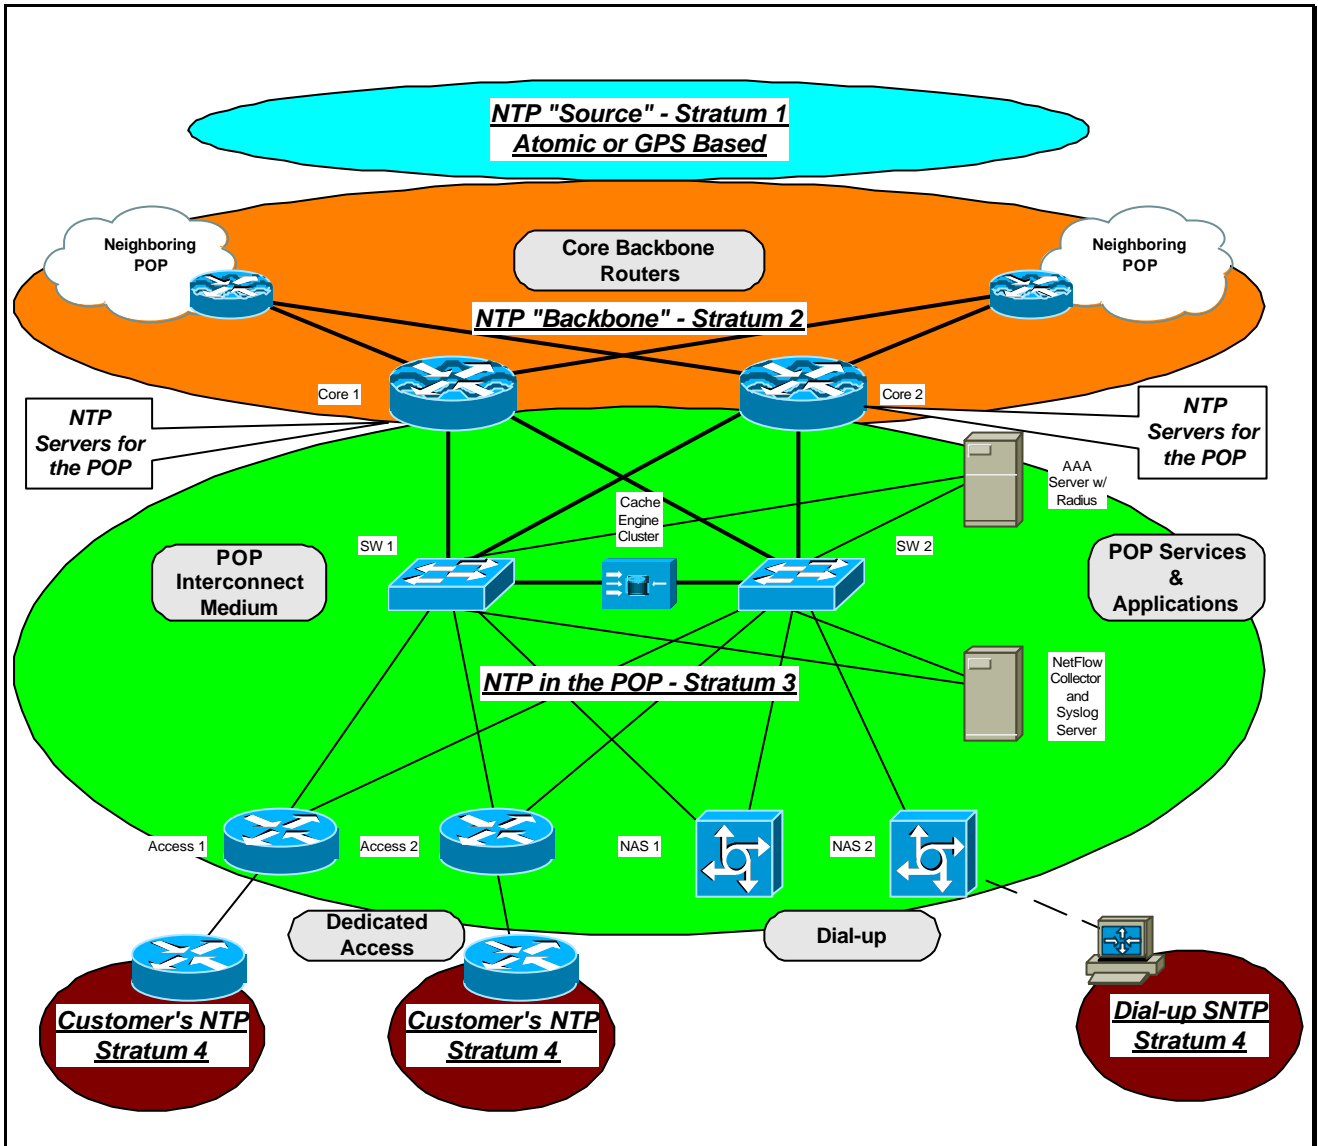 NTP "Source" - Stratum 1
Atomic or GPS Based
Neighboring
POP
Core Backbone
Routers
Neighboring
POP
NTP "Backbone" - Stratum 2
Core 1
Core 2
NTP
Servers for
the POP
NTP
Servers for
the POP
AAA
Server w/
Radius
Cache
Engine
Cluster
SW 1
SW 2
POP
Interconnect
Medium
POP Services
&
Applications
NTP in the POP - Stratum 3
NetFlow
Collector
and
Syslog
Server
Access 1
Access 2
NAS 1
NAS 2
Dedicated
Access
Dial-up
Customer's NTP
Stratum 4
Customer's NTP
Stratum 4
Dial-up SNTP
Stratum 4